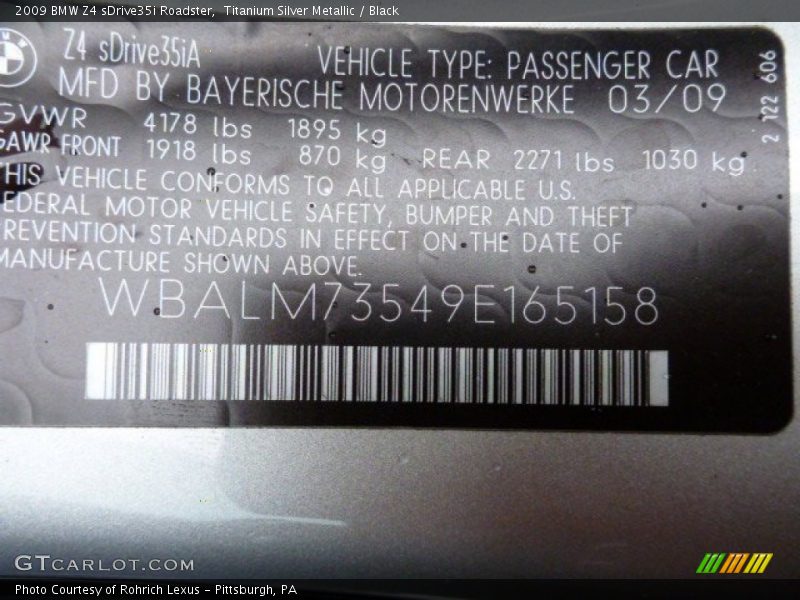 2009 BMW Z4 sDrive35i Roadster, Titanium Silver Metallic / Black
Z4 sDrive35iA
VEHICLE TYPE: PASSENGER CAR
MFD BY BAYERISCHE MOTORENWERKE 03/09
2 122 606
GVWR 4178 lbs 1895 kg
GAWR FRONT 1918 lbs 870 kg REAR 2271 lbs 1030 kg
THIS VEHICLE CONFORMS TO ALL APPLICABLE U.S.
FEDERAL MOTOR VEHICLE SAFETY, BUMPER AND THEFT
PREVENTION STANDARDS IN EFFECT ON THE DATE OF
MANUFACTURE SHOWN ABOVE.
WBALM73549E165158
GTCARLOT.COM
Photo Courtesy of Rohrich Lexus - Pittsburgh, PA